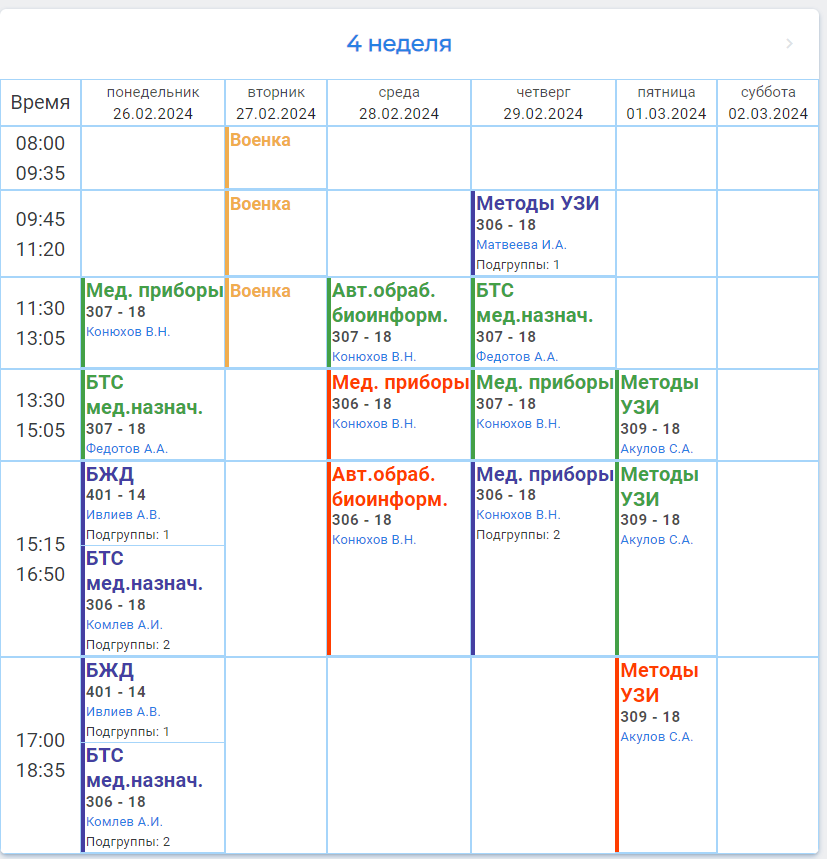 4 неделя
Время
понедельник
26.02.2024
вторник
27.02.2024
среда
28.02.2024
четверг
29.02.2024
пятница
01.03.2024
суббота
02.03.2024
08:00
09:35
Военка
09:45
11:20
Военка
Методы УЗИ
306 - 18
Матвеева И.А.
Подгруппы: 1
11:30
13:05
Мед. приборы
307 - 18
Конюхов В.Н.
Военка
Авт.обраб.
биоинформ.
307 - 18
Конюхов В.Н.
БТС
мед.назнач.
307 - 18
Федотов А.А.
13:30
15:05
БТС
мед.назнач.
307 - 18
Федотов А.А.
Мед. приборы
306 - 18
Конюхов В.Н.
Мед. приборы
307 - 18
Конюхов В.Н.
Методы
УЗИ
309 - 18
Акулов С.А.
15:15
16:50
БЖД
401 - 14
Ивлиев А.В.
Подгруппы: 1
БТС
мед.назнач.
306 - 18
Комлев А.И.
Подгруппы: 2
Авт.обраб.
биоинформ.
306 - 18
Конюхов В.Н.
Мед. приборы
306 - 18
Конюхов В.Н.
Подгруппы: 2
Методы
УЗИ
309 - 18
Акулов С.А.
17:00
18:35
БЖД
401 - 14
Ивлиев А.В.
Подгруппы: 1
БТС
мед.назнач.
306 - 18
Комлев А.И.
Подгруппы: 2
Методы
УЗИ
309 - 18
Акулов С.А.